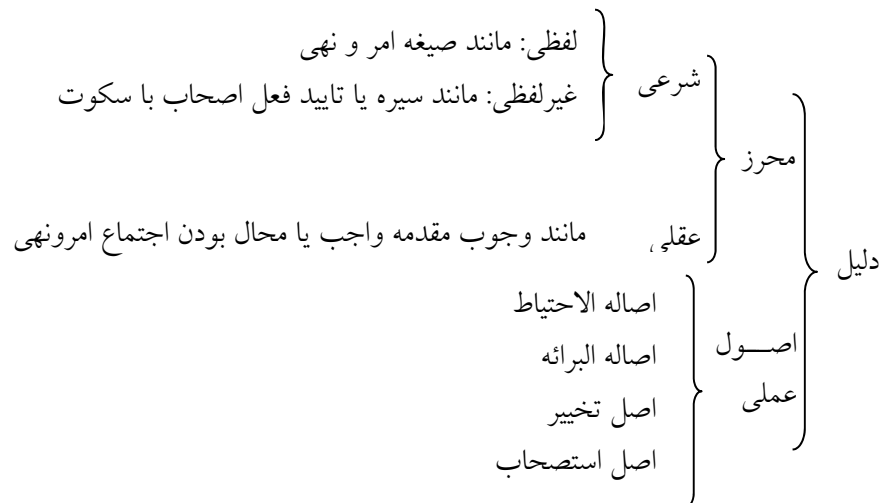 لفظی: مانند صیغه امر و نهی
شرعی
غیرلفظی: مانند سیره یا تایید فعل اصحاب با سکوت
محرز
عقلی مانند وجوب مقدمه واجب یا محال بودن اجتماع امرونهی
دلیل
اصاله الاحتیاط
اصــول
عملی
اصاله البرائه
اصل تخییر
اصل استصحاب